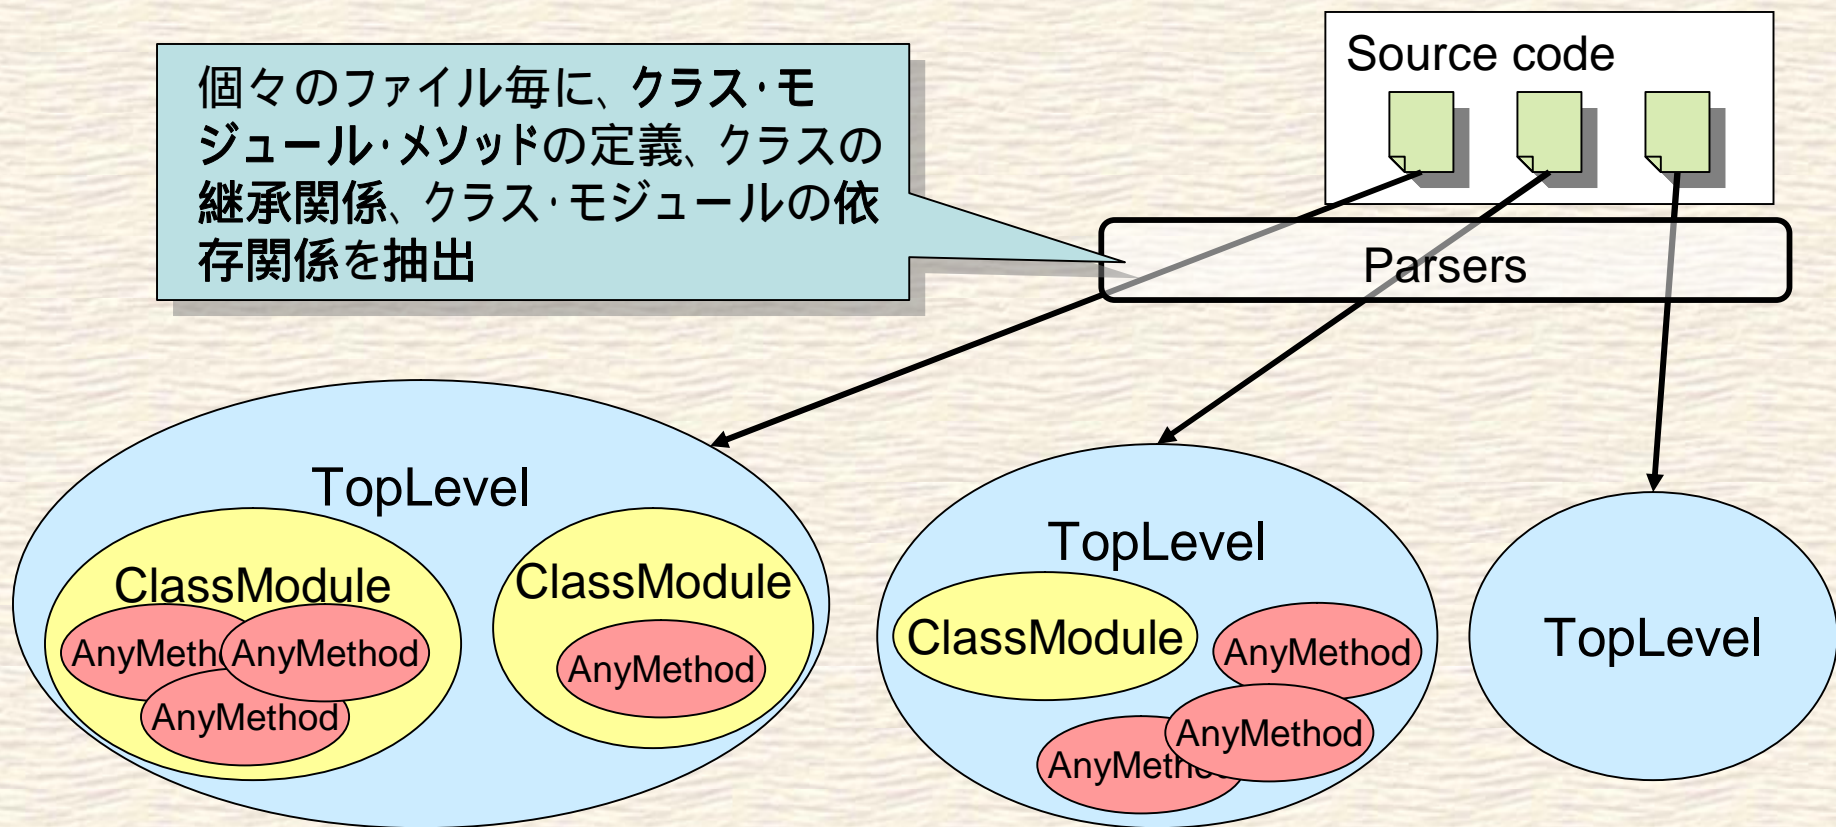 Source code
個々のファイル毎に、クラス・モ
ジュール・メソッドの定義、クラスの
継承関係、クラス・モジュールの依
存関係を抽出
Parsers
TopLevel
ClassModule
AnyMethod
AnyMethod
ClassModule
AnyMethod
TopLevel
ClassModule
AnyMethod
AnyMethod
TopLevel